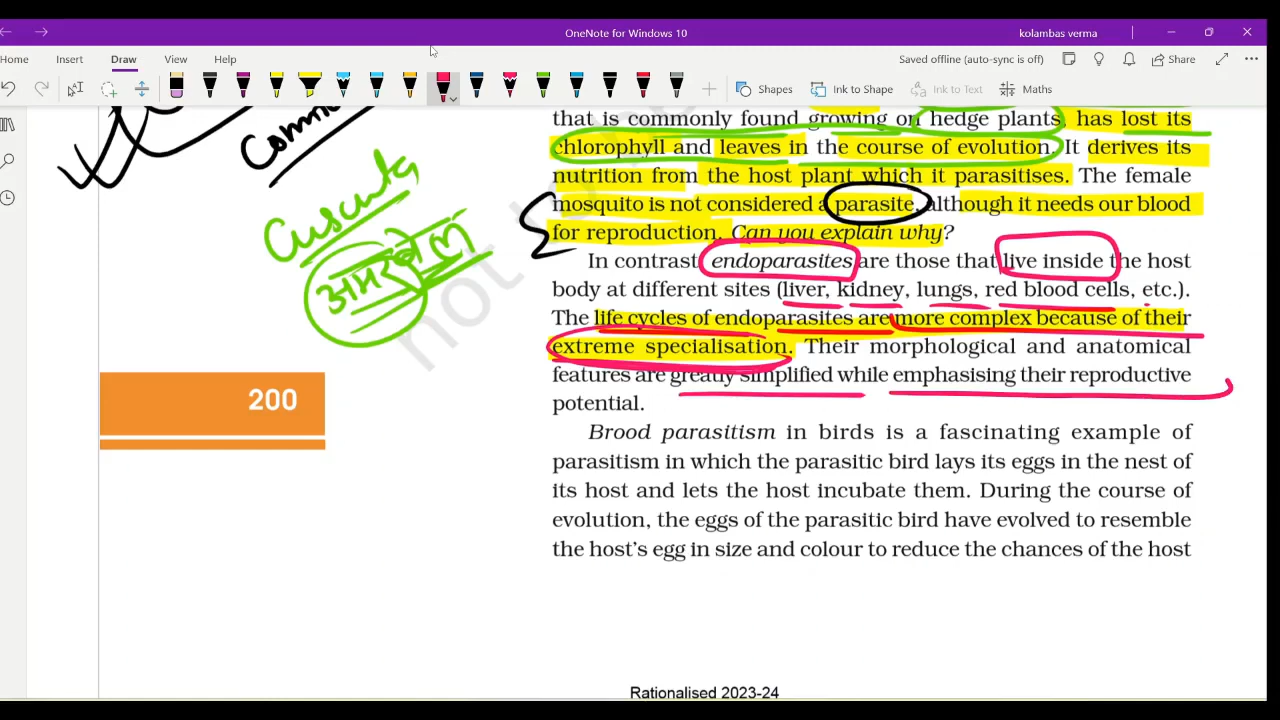 OneNote for Windows 10
kolambas verma
Home Insert Draw View Help
Saved offline (auto-sync is off)
Share
Shapes
Ink to Shape
Ink to Text
Maths
that is commonly found growing on hedge plants, has lost its
chlorophyll and leaves in the course of evolution. It derives its
nutrition from the host plant which it parasitises. The female
mosquito is not considered a parasite, although it needs our blood
for reproduction. Can you explain why?
In contrast endoparasites are those that live inside the host
body at different sites (liver, kidney, lungs, red blood cells, etc.).
The life cycles of endoparasites are more complex because of their
extreme specialisation. Their morphological and anatomical
features are greatly simplified while emphasising their reproductive
potential.
Brood parasitism in birds is a fascinating example of
parasitism in which the parasitic bird lays its eggs in the nest of
its host and lets the host incubate them. During the course of
evolution, the eggs of the parasitic bird have evolved to resemble
the host's egg in size and colour to reduce the chances of the host
Cuscuta
अमरबेल
not
200
Rationalised 2023-24